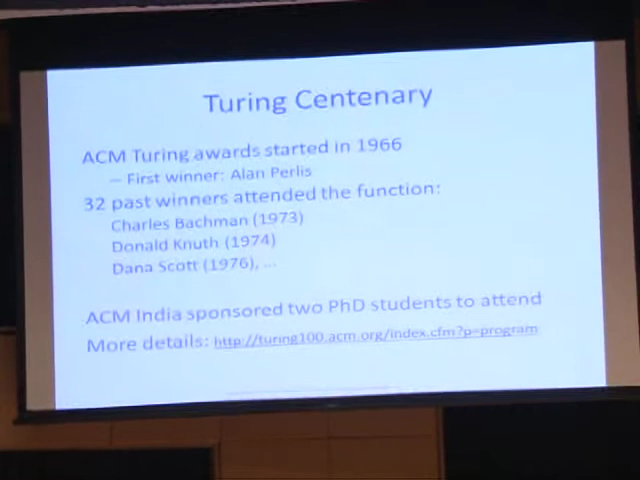 Turing Centenary
ACM Turing awards started in 1966
– First winner: Alan Perlis
32 past winners attended the function:
Charles Bachman (1973)
Donald Knuth (1974)
Dana Scott (1976), ...
ACM India sponsored two PhD students to attend
More details: http://turing100.acm.org/index.cfm?p=program